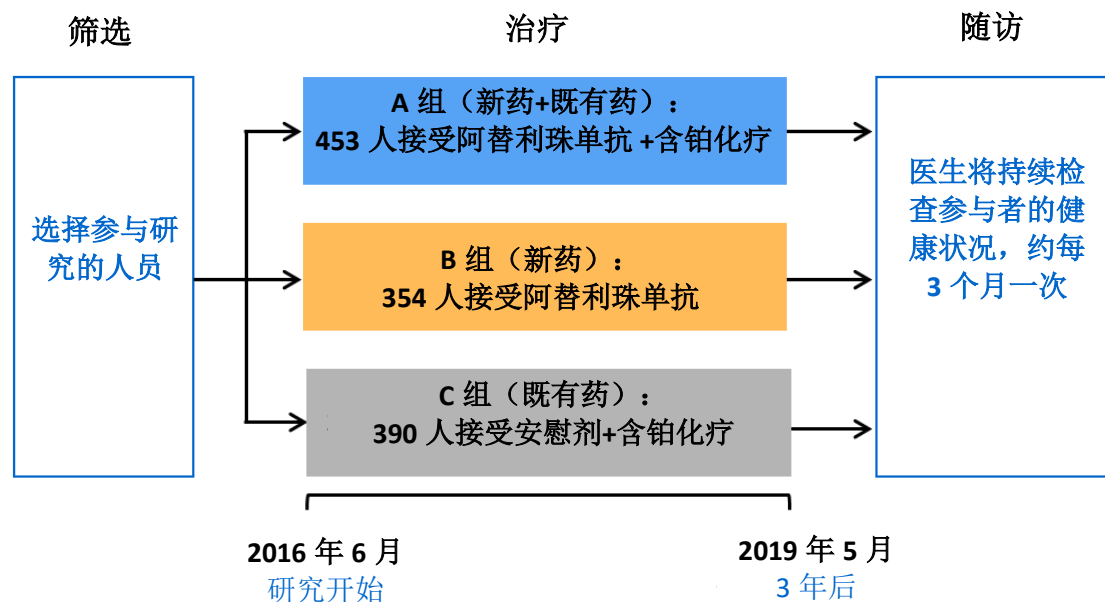 筛选
治疗
随访
选择参与研
究的人员
A 组（新药+既有药）：
453 人接受阿替利珠单抗 +含铂化疗
B 组（新药）：
354 人接受阿替利珠单抗
C 组（既有药）：
390 人接受安慰剂+含铂化疗
医生将持续检
查参与者的健
康状况，约每
3 个月一次
2016 年 6 月
研究开始
2019 年 5 月
3 年后